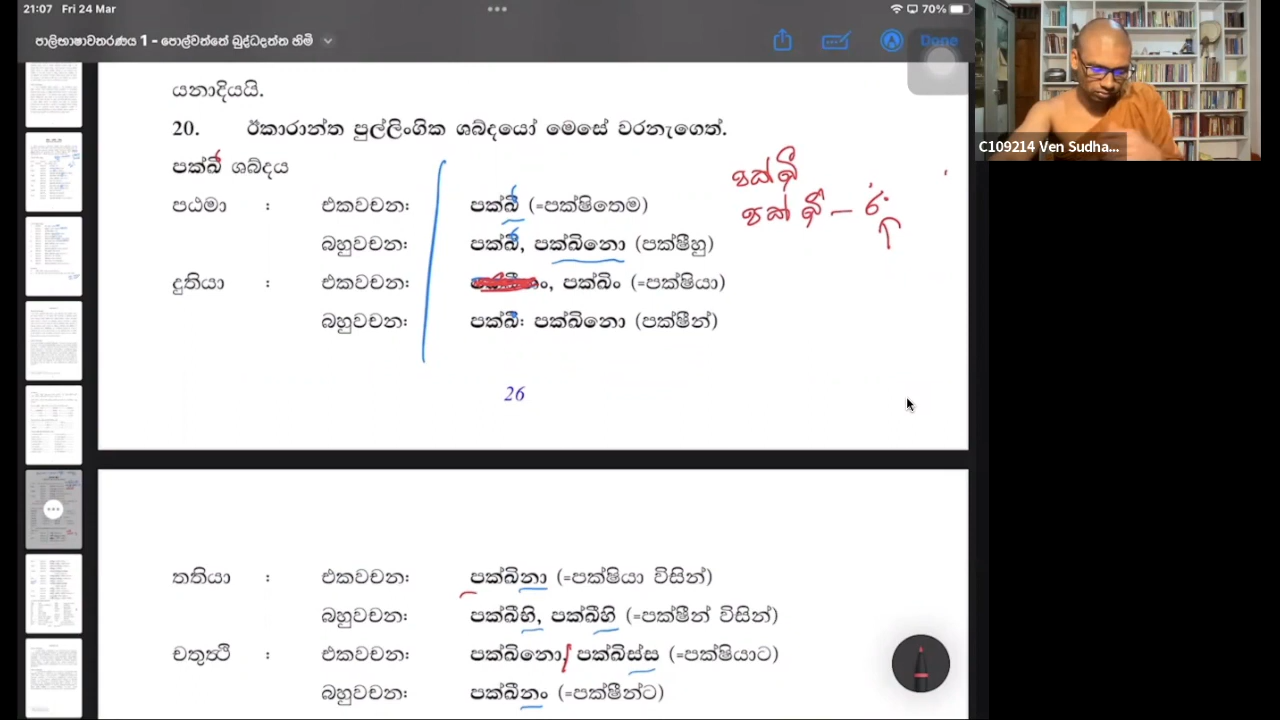 21:07 Fri 24 Mar
70%
පාලිභාෂාවතරණය 1 - පොල්වත්තේ බුද්ධදත්ත හිමි
Done
යනාදියයි.
20. ඊකාරාන්ත පුල්ලිංගික ශබ්දයෝ මෙසේ වරනැගෙත්.
පක්ඛී ශබ්දය
පක්ඛී
පඨමා : එකවචන: පක්ඛී (=පක්ෂිතෙම)
පක්ඛී –
බහුවචන: පක්ඛී, පක්ඛිනො (පක්ෂීහු)
දුතියා : එකවචන: පක්ඛිං (=පක්ෂියා)
බහුවචන: පක්ඛී: පක්ඛිනො (පක්ෂීන්)
26
තතියා : එකවචන: පක්ඛිනා (=පක්ෂියා විසින්)
බහුවචන: පක්ඛීභි, පක්ඛීහි (=පක්ෂීන් විසින්)
චතුත්‍ථි : එකවචන: පක්ඛිනො/ පක්ඛිස්ස (=පක්ෂියාට)
බහුවචන: පක්ඛීනං (=පක්ෂීන්ට)
C109214 Ven Sudha...